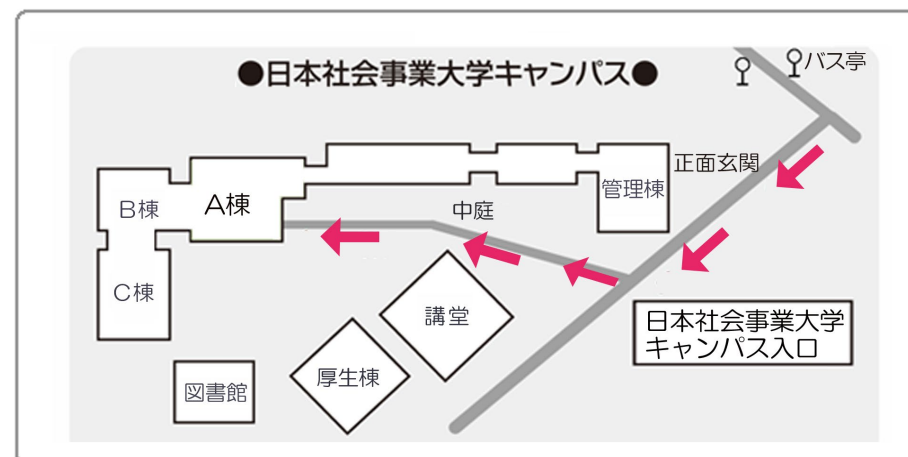 ●日本社会事業大学キャンパス●
バス亭
正面玄関
管理棟
A棟
B棟
中庭
C棟
講堂
日本社会事業大学
キャンパス入口
厚生棟
図書館